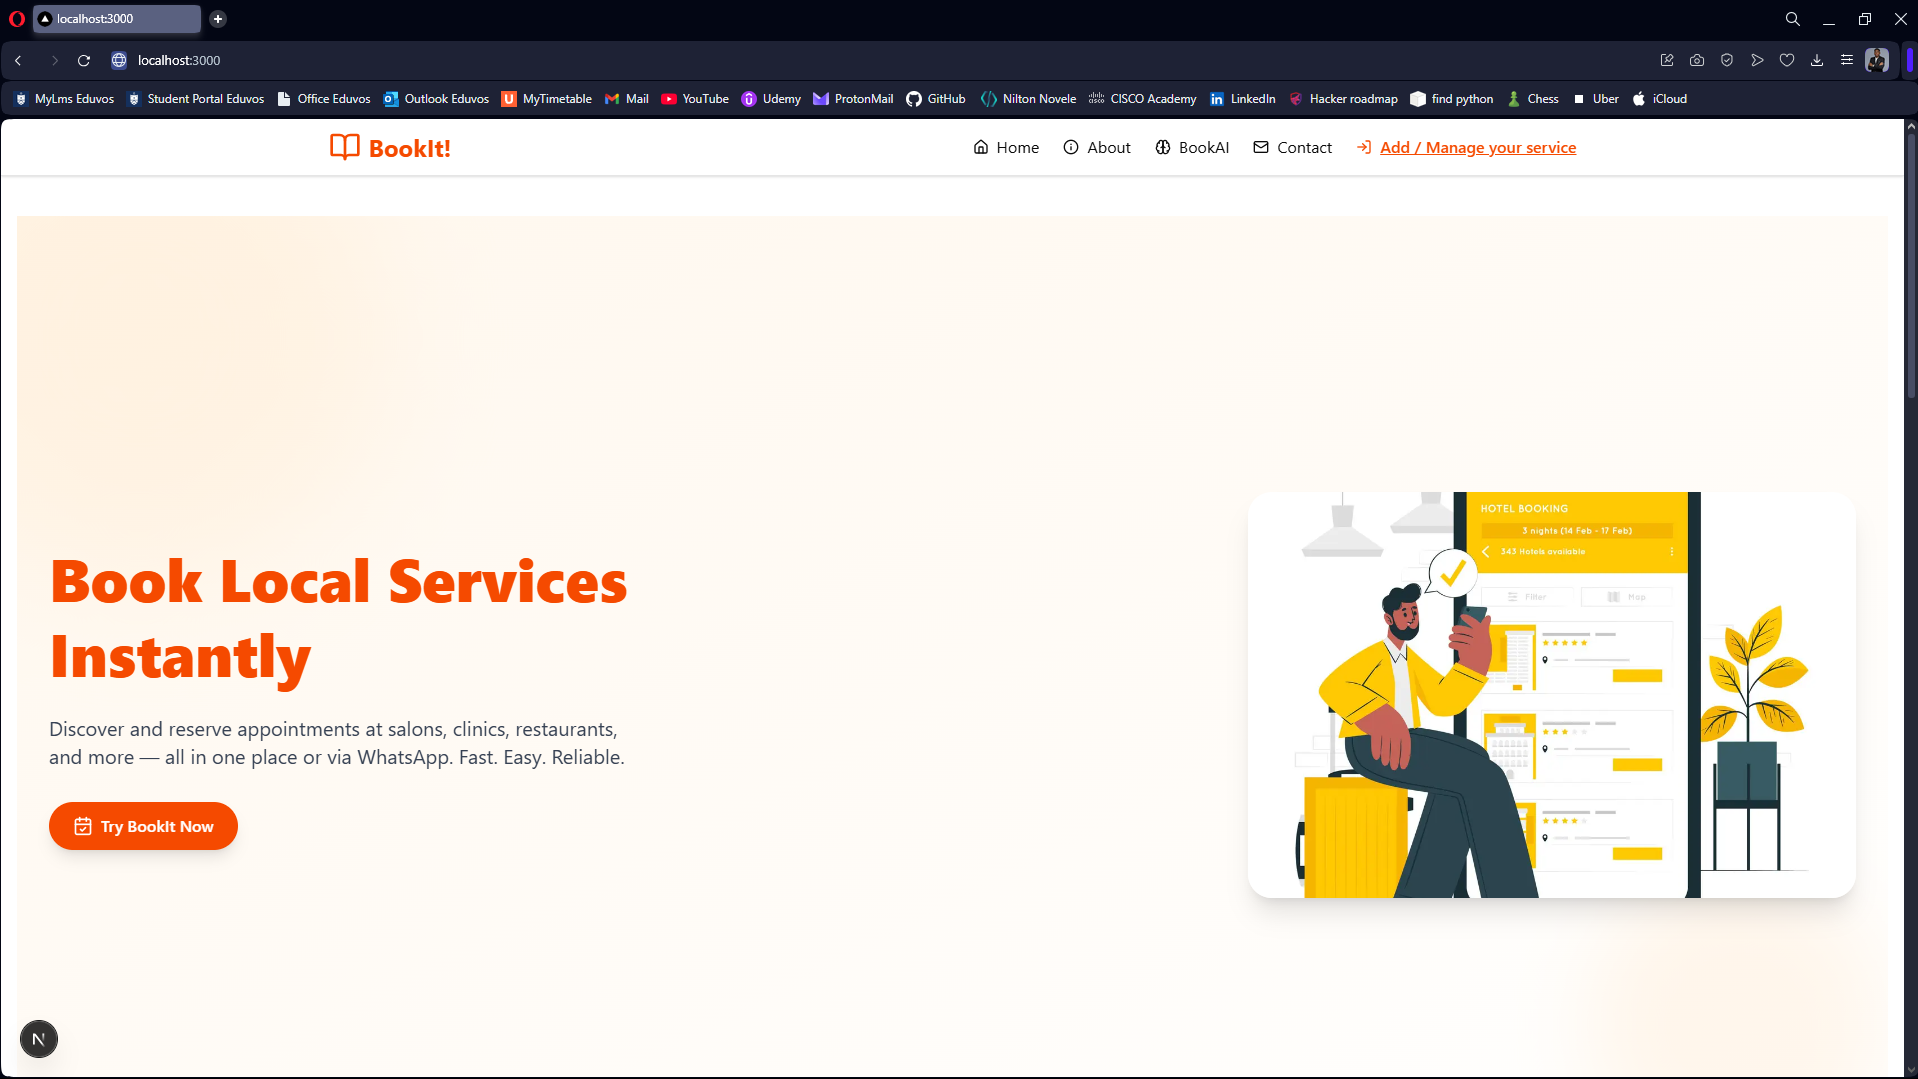 localhost:3000
localhost:3000
MyLms Eduvos Student Portal Eduvos Office Eduvos Outlook Eduvos MyTimetable Mail YouTube Udemy ProtonMail GitHub Nilton Novele CISCO Academy LinkedIn Hacker roadmap find python Chess Uber iCloud
BookIt!
Home About BookAI Contact Add / Manage your service
HOTEL BOOKING
3 nights (14 Feb - 17 Feb)
343 Hotels available
Filter Map
Book Local Services
Instantly
Discover and reserve appointments at salons, clinics, restaurants,
and more — all in one place or via WhatsApp. Fast. Easy. Reliable.
Try BookIt Now
N